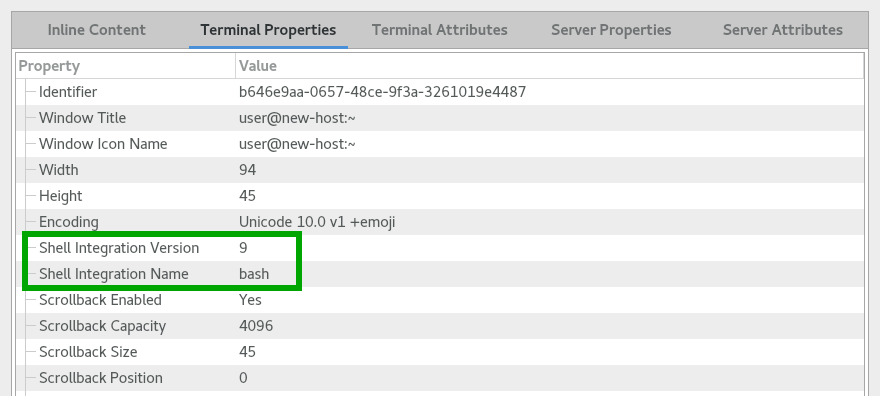 Inline Content Terminal Properties Terminal Attributes Server Properties Server Attributes
Property Value
Identifier b646e9aa-0657-48ce-9f3a-3261019e4487
Window Title user@new-host:~
Window Icon Name user@new-host:~
Width 94
Height 45
Encoding Unicode 10.0 v1 +emoji
Shell Integration Version 9
Shell Integration Name bash
Scrollback Enabled Yes
Scrollback Capacity 4096
Scrollback Size 45
Scrollback Position 0